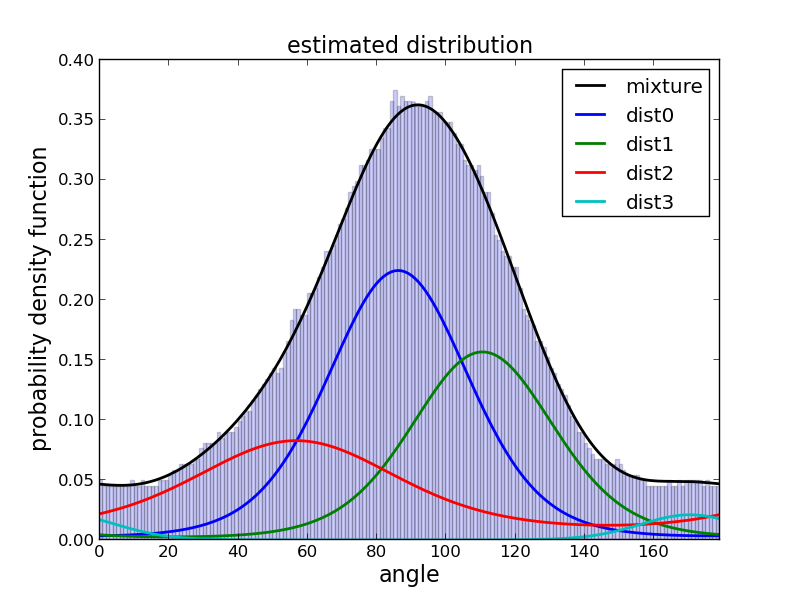 estimated distribution
probability density function
0.40
0.35
0.30
0.25
0.20
0.15
0.10
0.05
0.00
mixture
dist0
dist1
dist2
dist3
0 20 40 60 80 100 120 140 160
angle